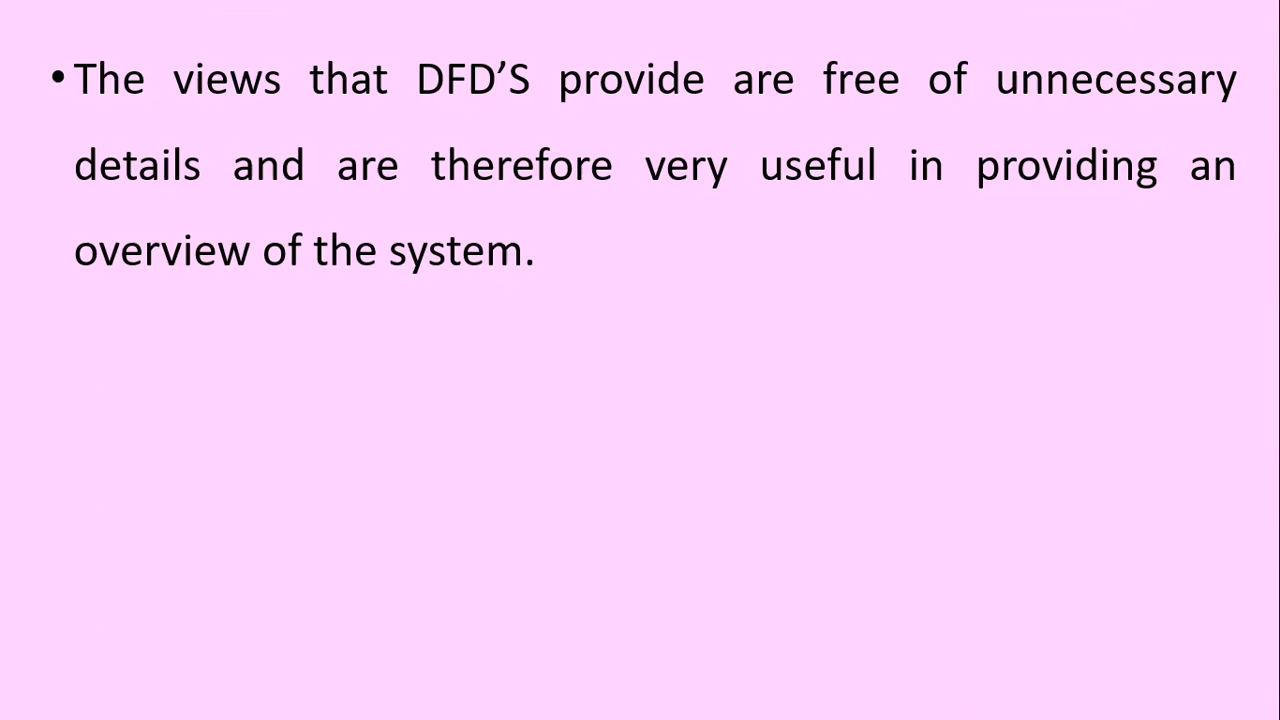 • The views that DFD’S provide are free of unnecessary
details and are therefore very useful in providing an
overview of the system.